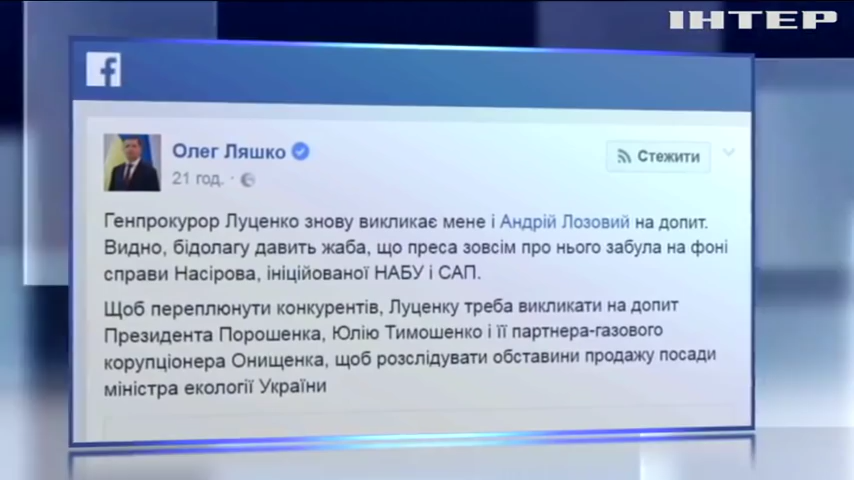 ІНТЕР
f
Олег Ляшко
21 год. ·
Стежити
Генпрокурор Луценко знову викликає мене і Андрій Лозовий на допит.
Видно, бідолагу давить жаба, що преса зовсім про нього забула на фоні
справи Насірова, ініційованої НАБУ і САП.
Щоб переплюнути конкурентів, Луценку треба викликати на допит
Президента Порошенка, Юлію Тимошенко і її партнера-газового
корупціонера Онищенка, щоб розслідувати обставини продажу посади
міністра екології України